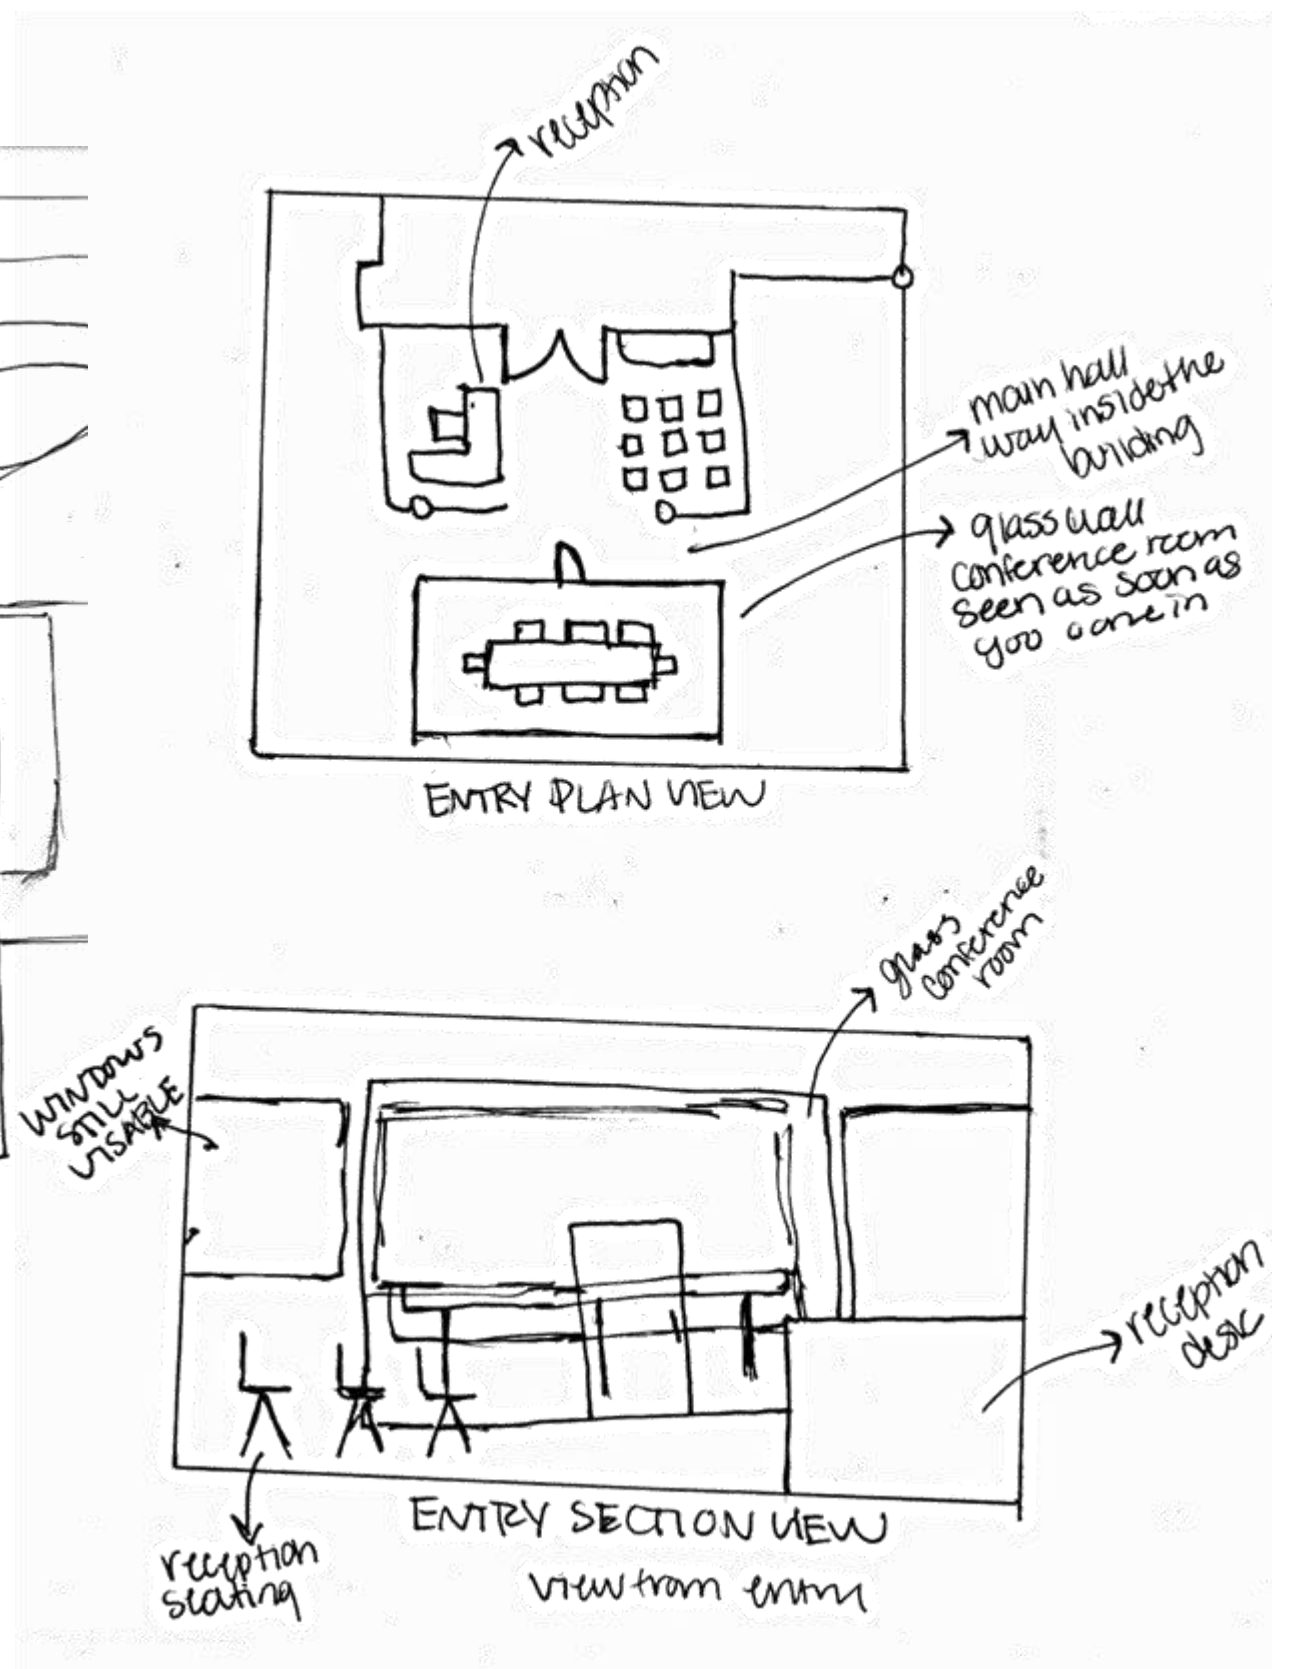 reception
main hall
way inside the
building
glass wall
conference room
seen as soon as
you come in
ENTRY PLAN VIEW
glass
conference
room
WINDOWS
STILL
VISABLE
reception
desk
ENTRY SECTION VIEW
view from entry
reception
seating